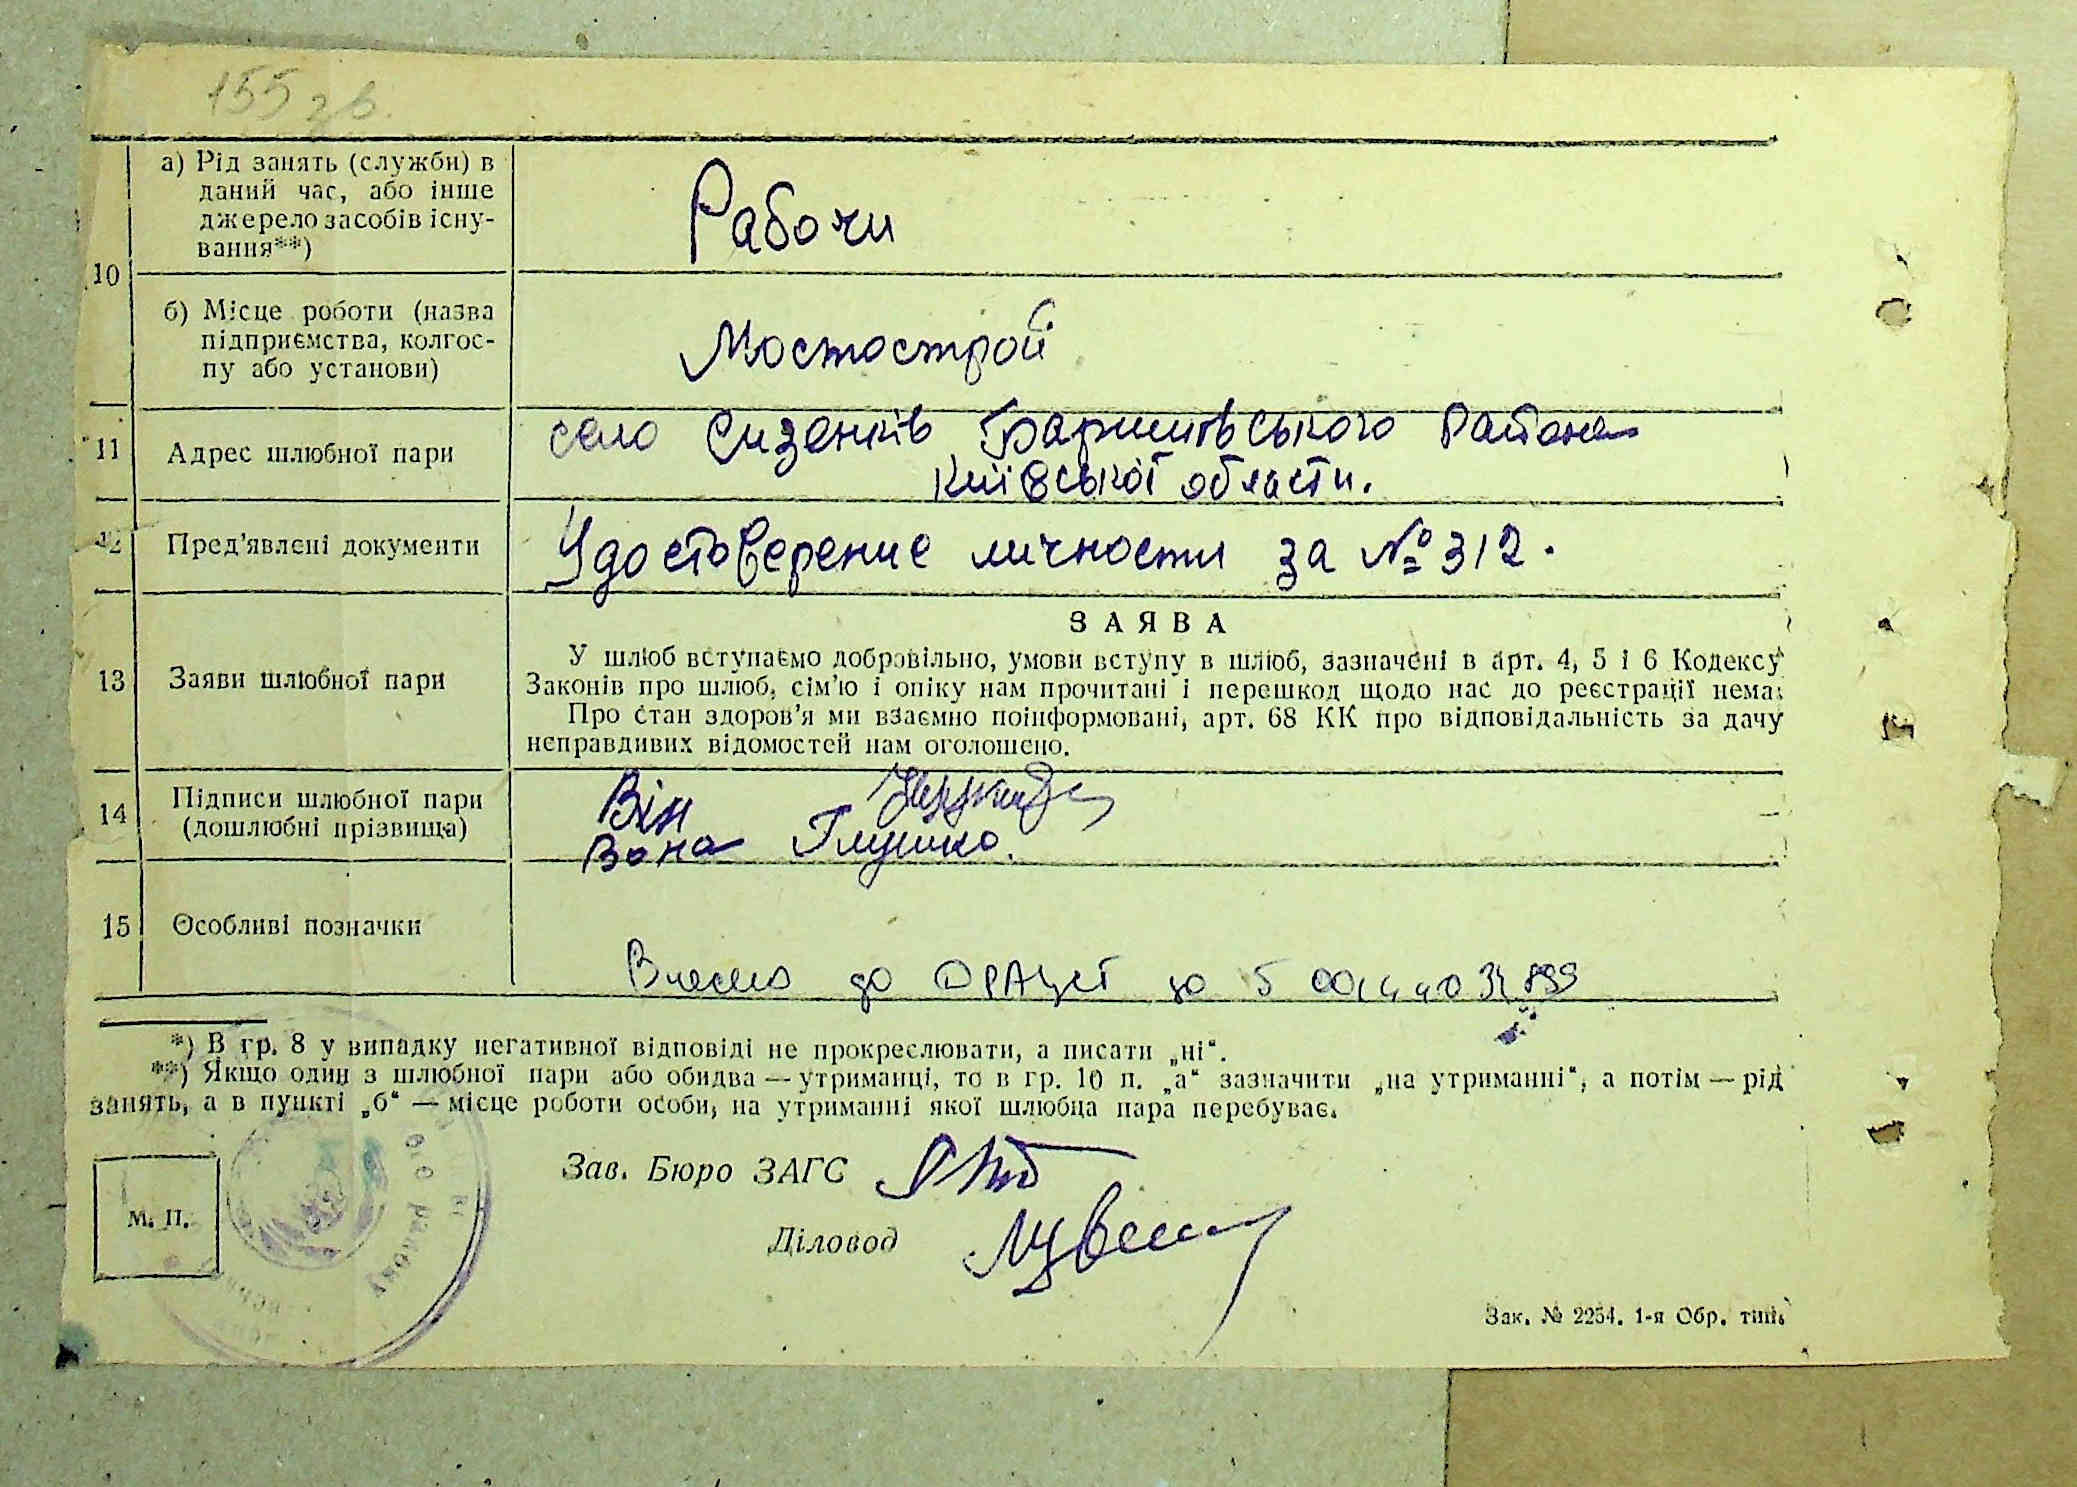 155 зв.
а) Рід занять (служби) в
даний час, або інше
джерело засобів існу-
вання**)
Рабочи
10
б) Місце роботи (назва
підприємства, колгос-
пу або установи)
Мостострой
11
Адрес шлюбної пари
село Сизенків Баришівського Района
Київської области.
12
Пред'явлені документи
Удостоверение личности за № 312.
13
Заяви шлюбної пари
ЗАЯВА
У шлюб вступаємо добровільно, умови вступу в шлюб, зазначені в арт. 4, 5 і 6 Кодексу
Законів про шлюб, сім'ю і опіку нам прочитані і перешкод щодо нас до реєстрації нема.
Про стан здоров'я ми взаємно поінформовані, арт. 68 КК про відповідальність за дачу
неправдивих відомостей нам оголошено.
14
Підписи шлюбної пари
(дошлюбні прізвища)
Він
Вона Глушко.
15
Особливі позначки
Внесено до ДРАЦСГ
*) В гр. 8 у випадку негативної відповіді не прокреслювати, а писати „ні“.
**) Якщо один з шлюбної пари або обидва — утриманці, то в гр. 10 п. „а“ зазначити „на утриманні“, а потім — рід
занять, а в пункті „б“ — місце роботи особи, на утриманні якої шлюбна пара перебуває.
Зав. Бюро ЗАГС
М. П.
Діловод
Зак. № 2254. 1-я Обр. тип.